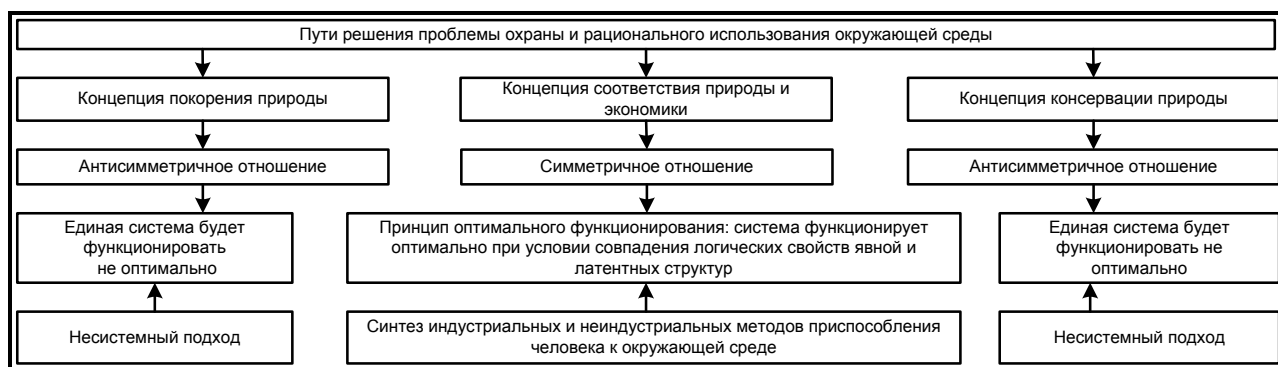 Пути решения проблемы охраны и рационального использования окружающей среды
Концепция покорения природы
Концепция соответствия природы и
экономики
Концепция консервации природы
Антисимметричное отношение
Симметричное отношение
Антисимметричное отношение
Единая система будет
функционировать
не оптимально
Принцип оптимального функционирования: система функционирует
оптимально при условии совпадения логических свойств явной и
латентных структур
Единая система будет
функционировать не
оптимально
Несистемный подход
Синтез индустриальных и неиндустриальных методов приспособления
человека к окружающей среде
Несистемный подход